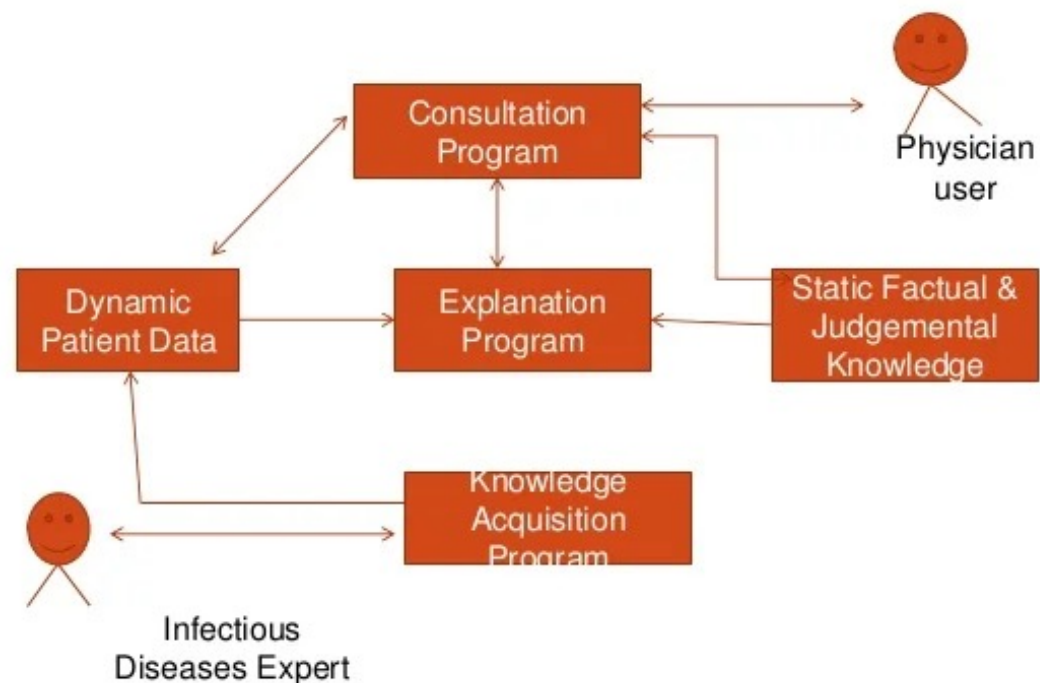 Consultation
Program
Physician
user
Dynamic
Patient Data
Explanation
Program
Static Factual &
Judgemental
Knowledge
Knowledge
Acquisition
Program
Infectious
Diseases Expert